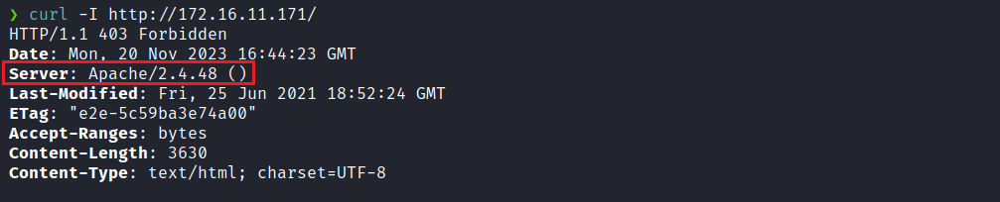 ❯ curl -I http://172.16.11.171/
HTTP/1.1 403 Forbidden
Date: Mon, 20 Nov 2023 16:44:23 GMT
Server: Apache/2.4.48 ()
Last-Modified: Fri, 25 Jun 2021 18:52:24 GMT
ETag: "e2e-5c59ba3e74a00"
Accept-Ranges: bytes
Content-Length: 3630
Content-Type: text/html; charset=UTF-8